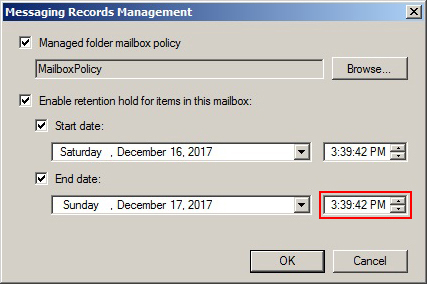 Messaging Records Management
Managed folder mailbox policy
MailboxPolicy Browse...
Enable retention hold for items in this mailbox:
Start date:
Saturday , December 16, 2017 3:39:42 PM
End date:
Sunday , December 17, 2017 3:39:42 PM
OK Cancel